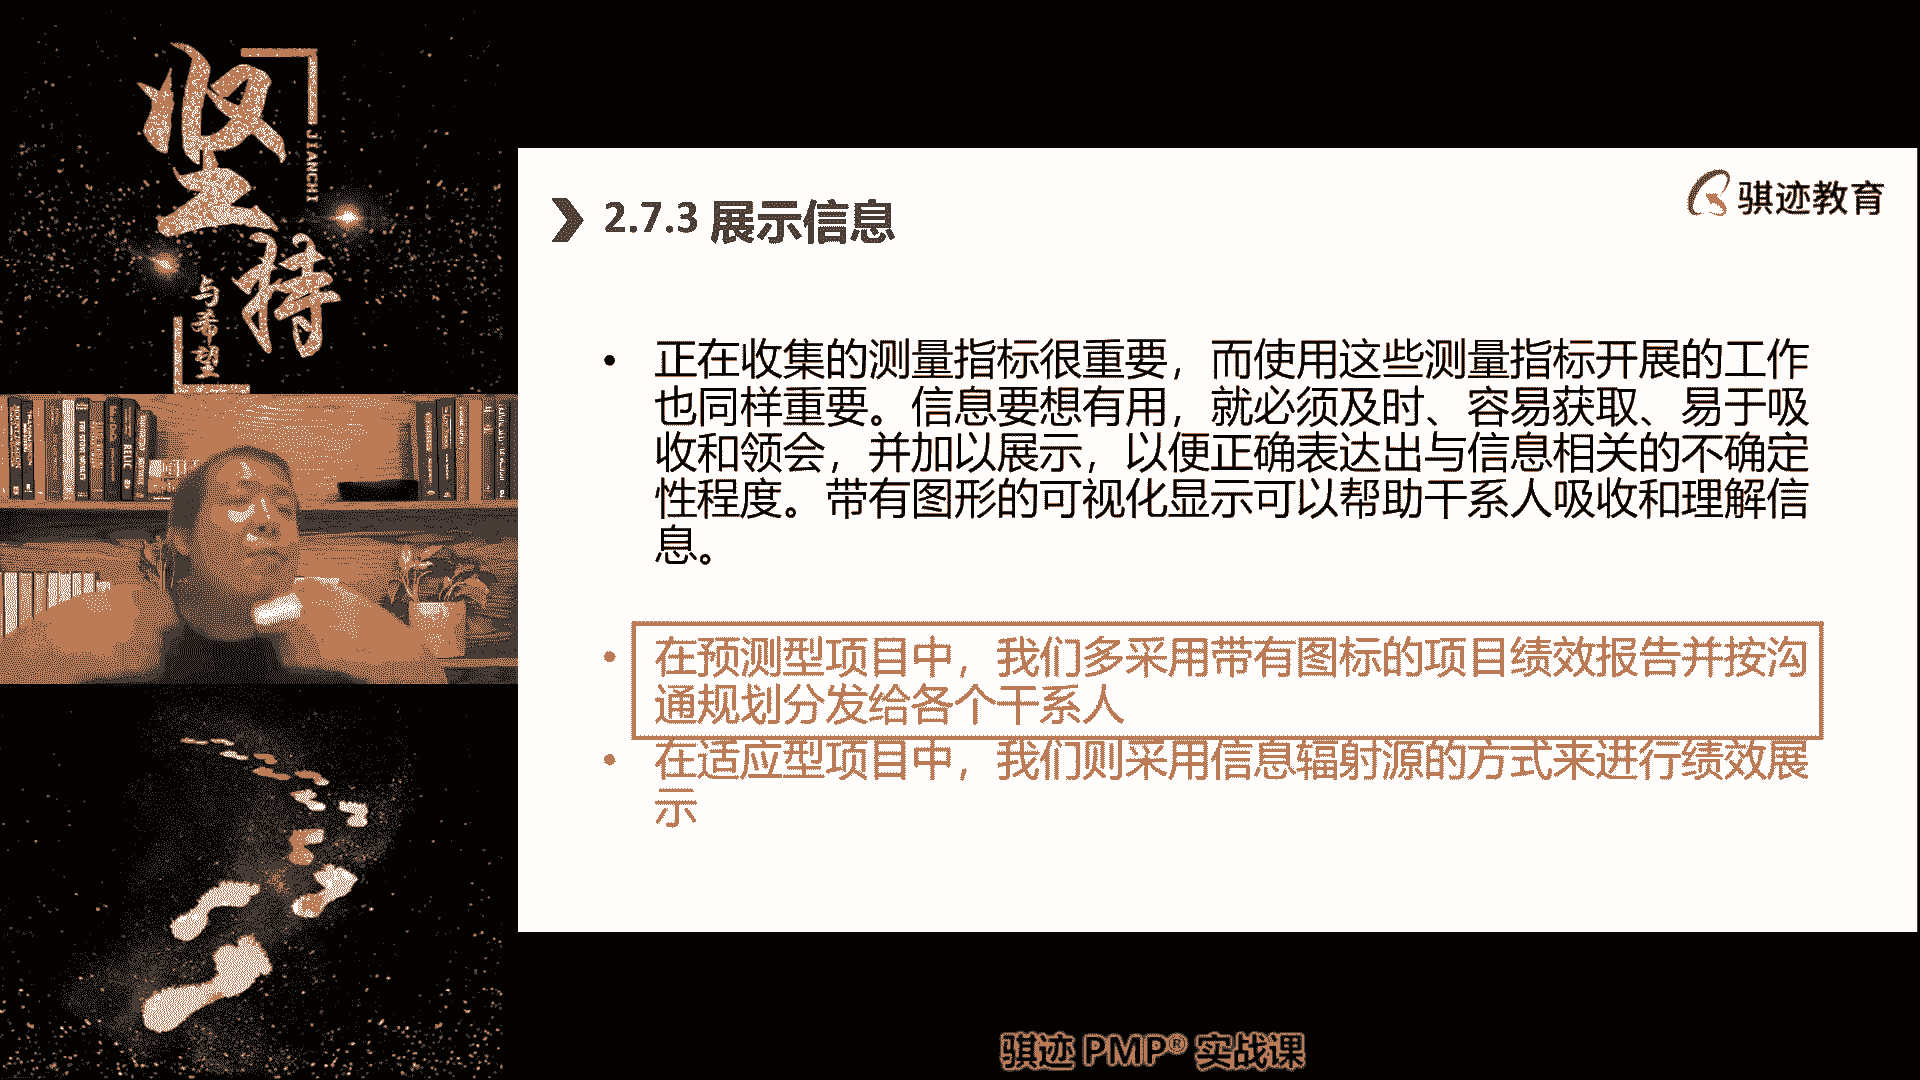 坚持
JIANCHI
与希望
骐迹教育
2.7.3 展示信息
• 正在收集的测量指标很重要，而使用这些测量指标开展的工作
也同样重要。信息要想有用，就必须及时、容易获取、易于吸
收和领会，并加以展示，以便正确表达出与信息相关的不确定
性程度。带有图形的可视化显示可以帮助干系人吸收和理解信
息。
• 在预测型项目中，我们多采用带有图标的项目绩效报告并按沟
通规划分发给各个干系人
• 在适应型项目中，我们则采用信息辐射源的方式来进行绩效展
示
骐迹 PMP® 实战课